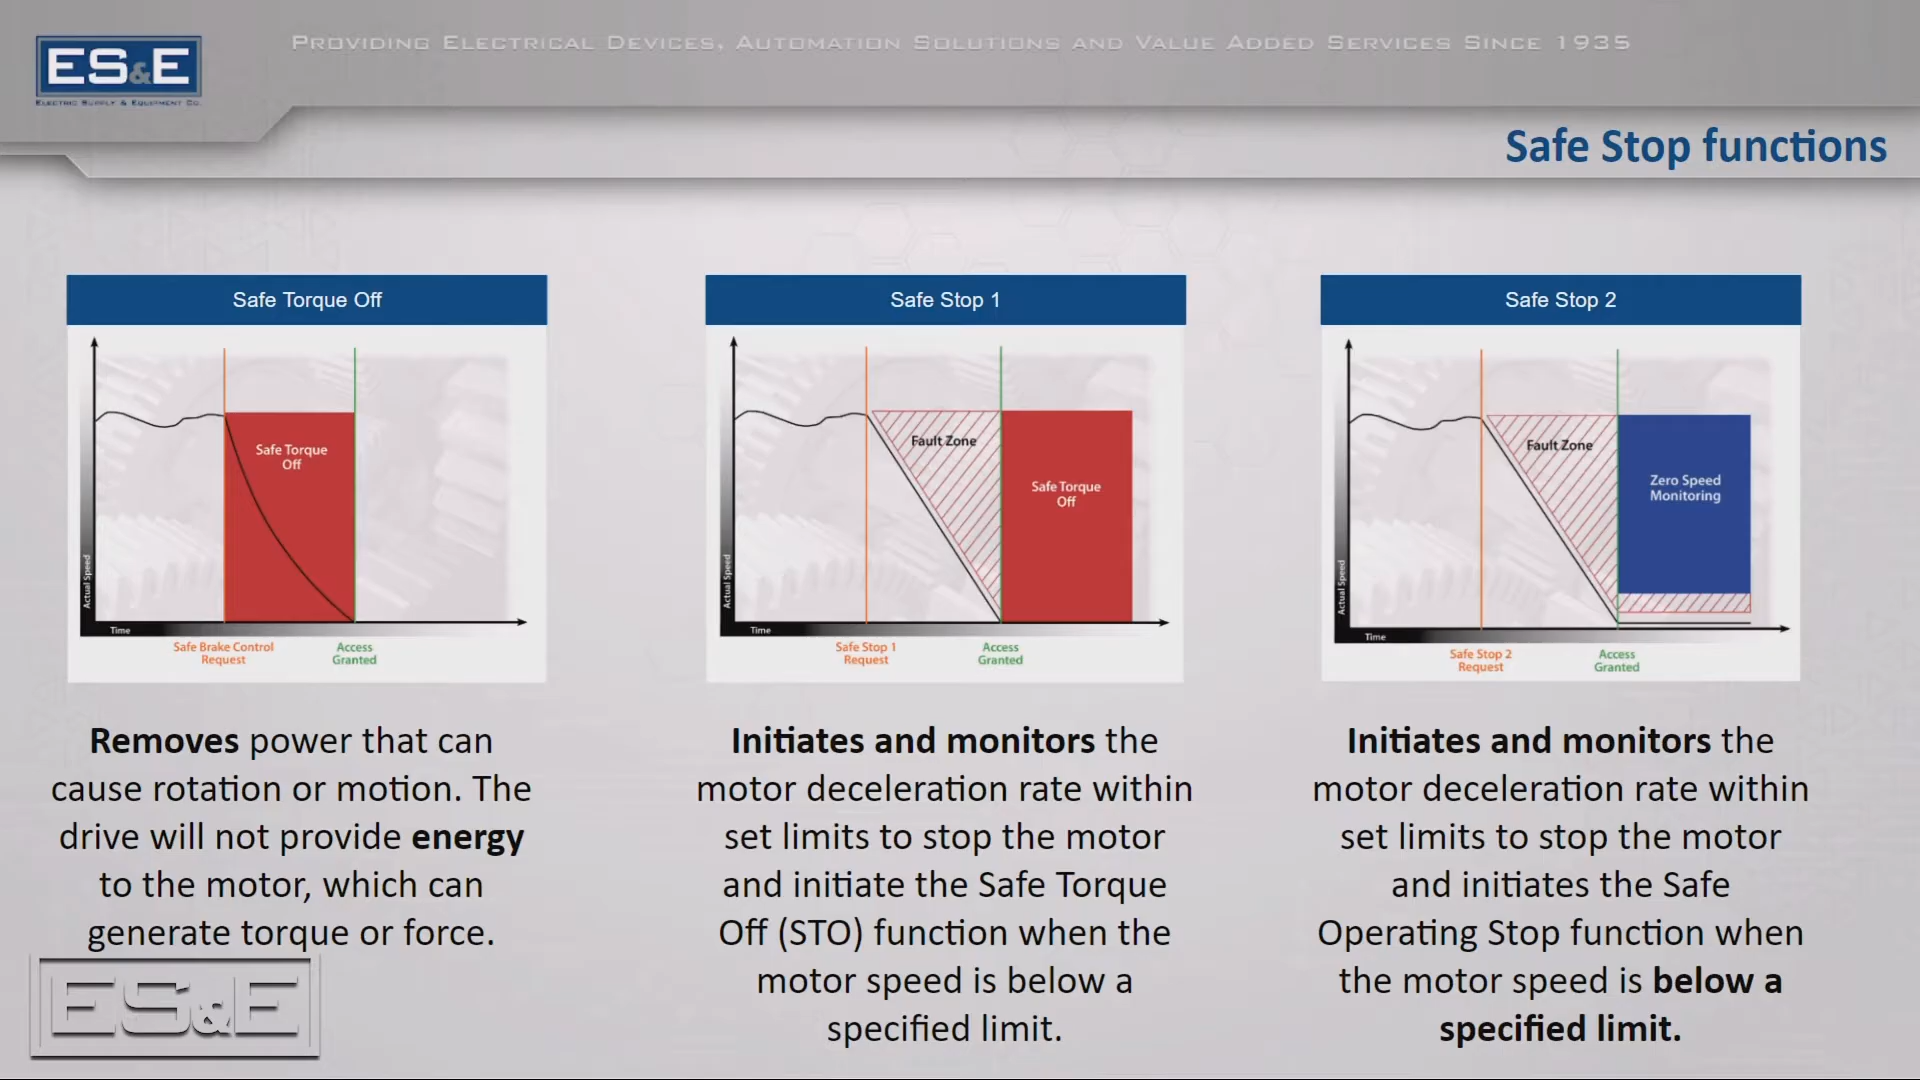 PROVIDING ELECTRICAL DEVICES, AUTOMATION SOLUTIONS AND VALUE ADDED SERVICES SINCE 1935
ES&E
ELECTRIC SUPPLY & EQUIPMENT CO.
Safe Stop functions
Safe Torque Off
Safe Torque
Off
Actual Speed
Time
Safe Brake Control
Request
Access
Granted
Removes power that can
cause rotation or motion. The
drive will not provide energy
to the motor, which can
generate torque or force.
Safe Stop 1
Fault Zone
Safe Torque
Off
Actual Speed
Time
Safe Stop 1
Request
Access
Granted
Initiates and monitors the
motor deceleration rate within
set limits to stop the motor
and initiate the Safe Torque
Off (STO) function when the
motor speed is below a
specified limit.
Safe Stop 2
Fault Zone
Zero Speed
Monitoring
Actual Speed
Time
Safe Stop 2
Request
Access
Granted
Initiates and monitors the
motor deceleration rate within
set limits to stop the motor
and initiates the Safe
Operating Stop function when
the motor speed is below a
specified limit.
ES&E